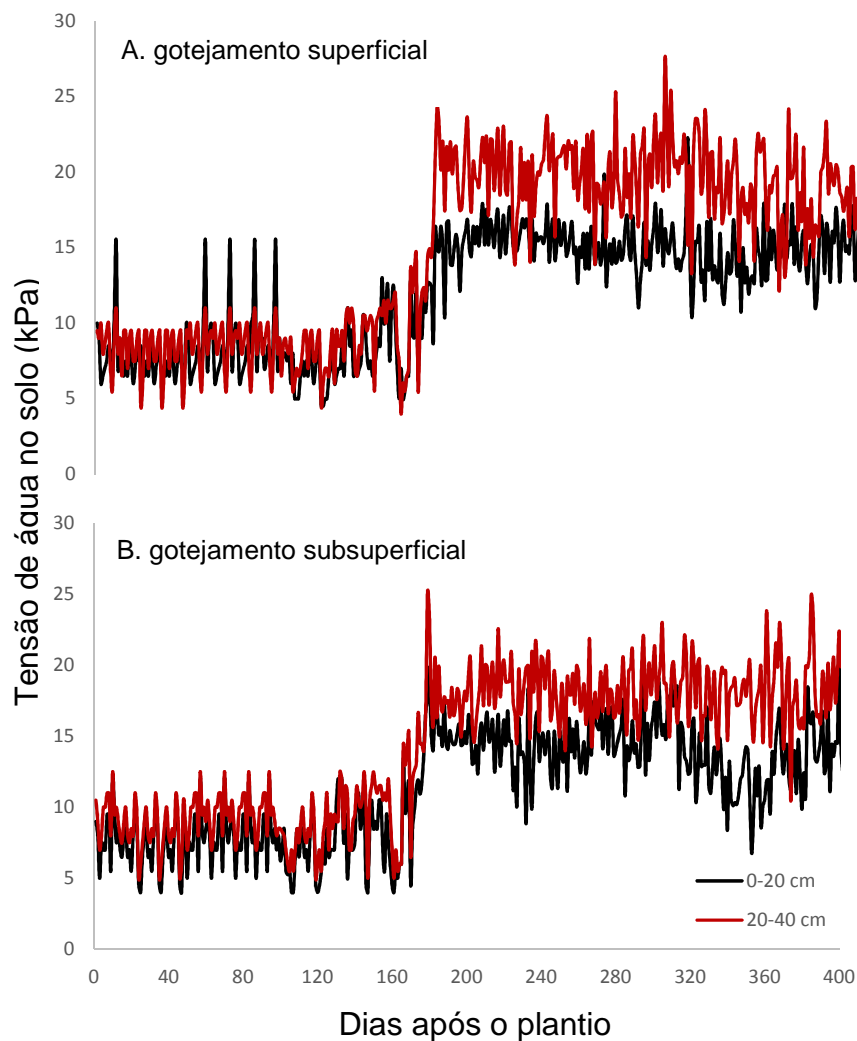 30
A. gotejamento superficial
25
20
15
10
5
0
Tensão de água no solo (kPa)
30
B. gotejamento subsuperficial
25
20
15
10
5
0
0-20 cm
20-40 cm
0 40 80 120 160 200 240 280 320 360 400
Dias após o plantio